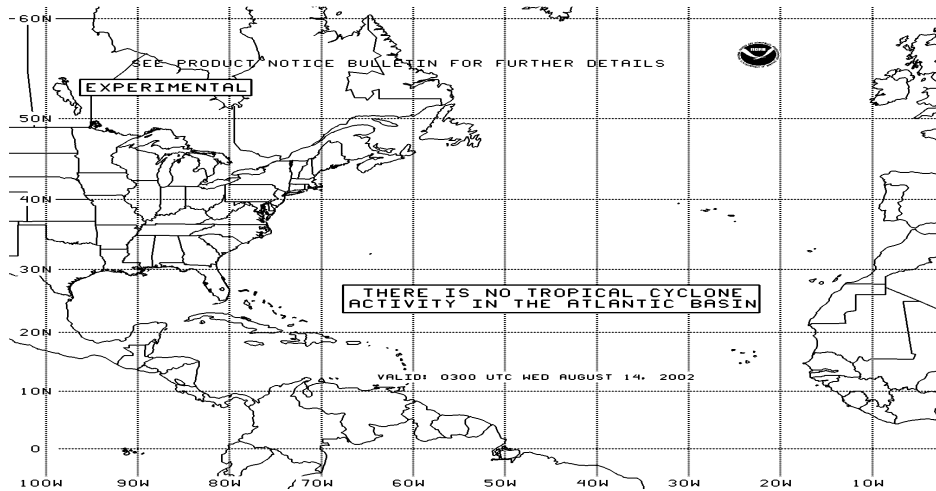 60N
SEE PRODUCT NOTICE BULLETIN FOR FURTHER DETAILS
EXPERIMENTAL
50N
40N
30N
THERE IS NO TROPICAL CYCLONE
ACTIVITY IN THE ATLANTIC BASIN
20N
VALID: 0300 UTC WED AUGUST 14, 2002
10N
0
100W 90W 80W 70W 60W 50W 40W 30W 20W 10W